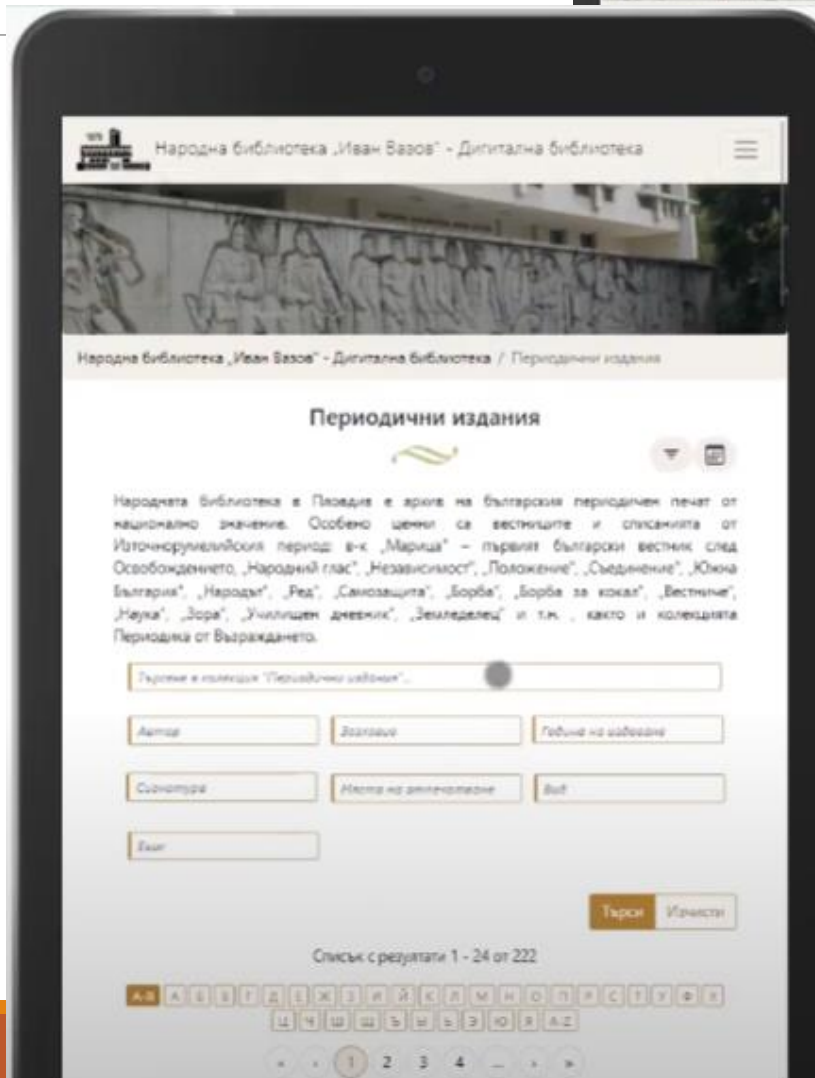 Народна библиотека „Иван Вазов" - Дигитална библиотека
Народна библиотека „Иван Вазов" - Дигитална библиотека / Периодични издания
Периодични издания
Народната библиотека в Пловдив е архив на българския периодичен печат от
национално значение. Особено ценни са вестниците и списанията от
Източнорумелийския период: в-к „Марица" – първият български вестник след
Освобождението, „Народний глас", „Независимост", „Положение", „Съединение", „Южна
България", „Народът", „Ред", „Самозащита", „Борба", „Борба за кокал", „Вестниче",
„Наука", „Зора", „Училищен дневник", „Земледелец" и т.н. , както и колекцията
Периодика от Възраждането.
Търсене в колекция "Периодични издания"...
Автор Заглавие Година на издаване
Сигнатура Място на отпечатване Вид
Език
Търси Изчисти
Списък с резултати 1 - 24 от 222
А-Я А Б В Г Д Е Ж З И Й К Л М Н О П Р С Т У Ф Х
Ц Ч Ш Щ Ъ Ы Ь Э Ю Я A-Z
« ‹ 1 2 3 4 ... › »